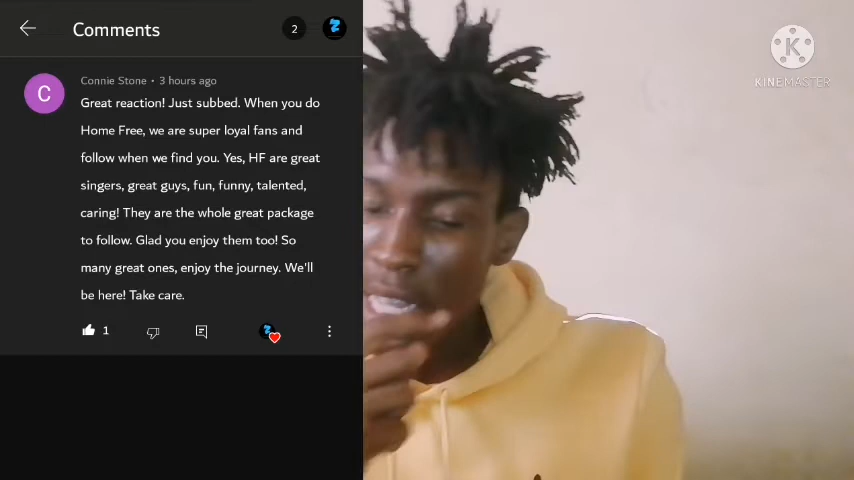 Comments
2
C
Connie Stone • 3 hours ago
Great reaction! Just subbed. When you do
Home Free, we are super loyal fans and
follow when we find you. Yes, HF are great
singers, great guys, fun, funny, talented,
caring! They are the whole great package
to follow. Glad you enjoy them too! So
many great ones, enjoy the journey. We'll
be here! Take care.
1
K
KINEMASTER